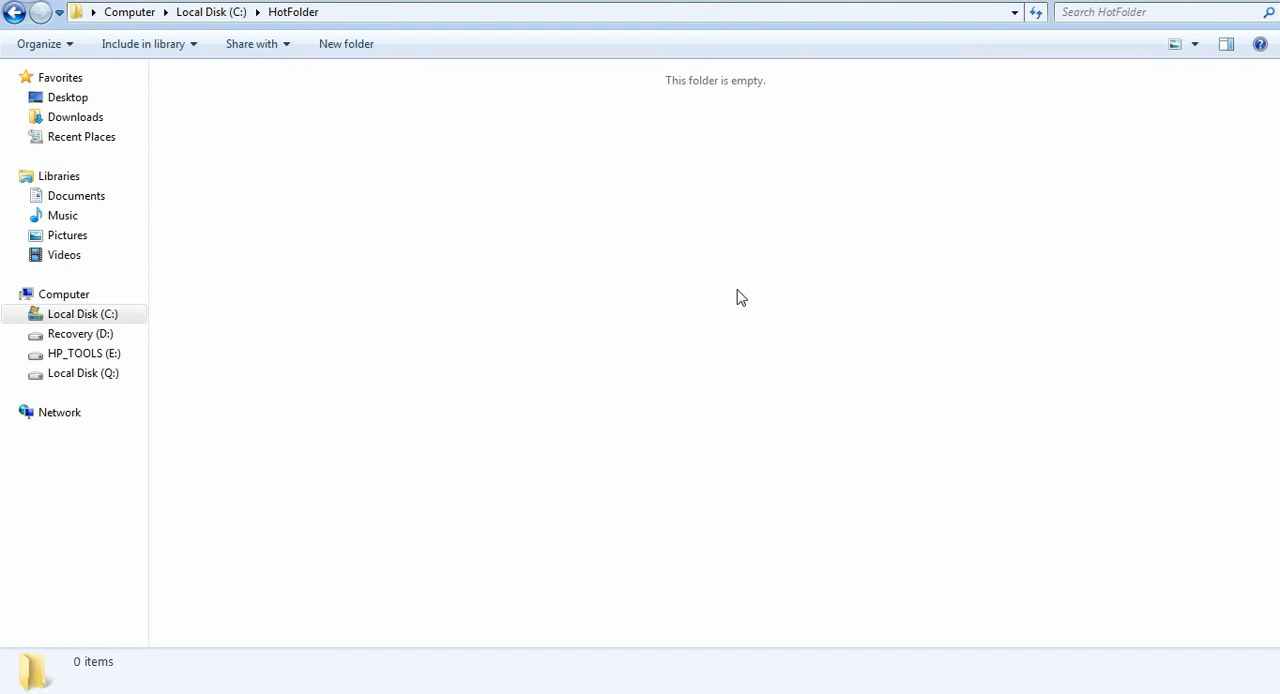 Computer Local Disk (C:) HotFolder Search HotFolder
Organize Include in library Share with New folder
This folder is empty.
Favorites
Desktop
Downloads
Recent Places
Libraries
Documents
Music
Pictures
Videos
Computer
Local Disk (C:)
Recovery (D:)
HP_TOOLS (E:)
Local Disk (Q:)
Network
0 items